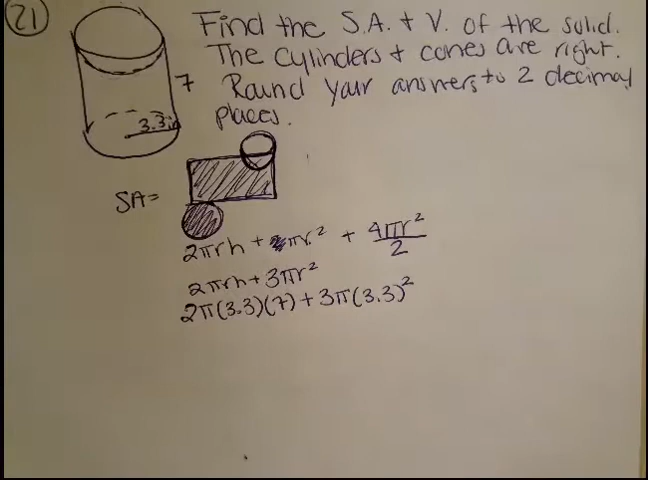 21
Find the S.A. + V. of the solid.
The cylinders + cones are right.
7 Round your answers to 2 decimal
3.3in places.
SA=
2πrh + πr² + 4πr²/2
2πrh + 3πr²
2π(3.3)(7) + 3π(3.3)²